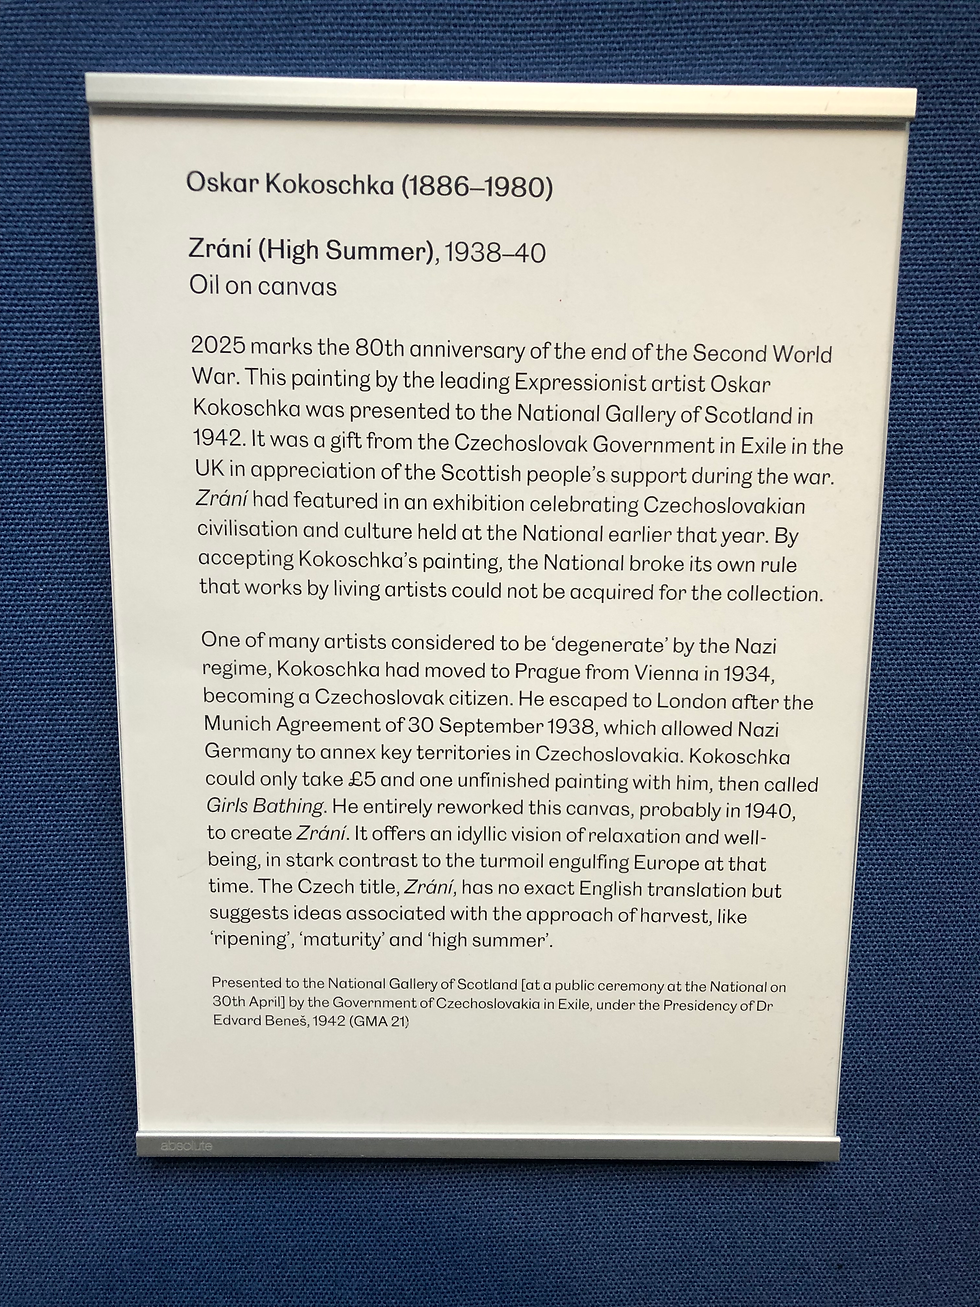 Oskar Kokoschka (1886–1980)
Zrání (High Summer), 1938–40
Oil on canvas
2025 marks the 80th anniversary of the end of the Second World
War. This painting by the leading Expressionist artist Oskar
Kokoschka was presented to the National Gallery of Scotland in
1942. It was a gift from the Czechoslovak Government in Exile in the
UK in appreciation of the Scottish people's support during the war.
Zrání had featured in an exhibition celebrating Czechoslovakian
civilisation and culture held at the National earlier that year. By
accepting Kokoschka's painting, the National broke its own rule
that works by living artists could not be acquired for the collection.
One of many artists considered to be ‘degenerate’ by the Nazi
regime, Kokoschka had moved to Prague from Vienna in 1934,
becoming a Czechoslovak citizen. He escaped to London after the
Munich Agreement of 30 September 1938, which allowed Nazi
Germany to annex key territories in Czechoslovakia. Kokoschka
could only take £5 and one unfinished painting with him, then called
Girls Bathing. He entirely reworked this canvas, probably in 1940,
to create Zrání. It offers an idyllic vision of relaxation and well-
being, in stark contrast to the turmoil engulfing Europe at that
time. The Czech title, Zrání, has no exact English translation but
suggests ideas associated with the approach of harvest, like
‘ripening’, ‘maturity’ and ‘high summer’.
Presented to the National Gallery of Scotland [at a public ceremony at the National on
30th April] by the Government of Czechoslovakia in Exile, under the Presidency of Dr
Edvard Beneš, 1942 (GMA 21)
absolute